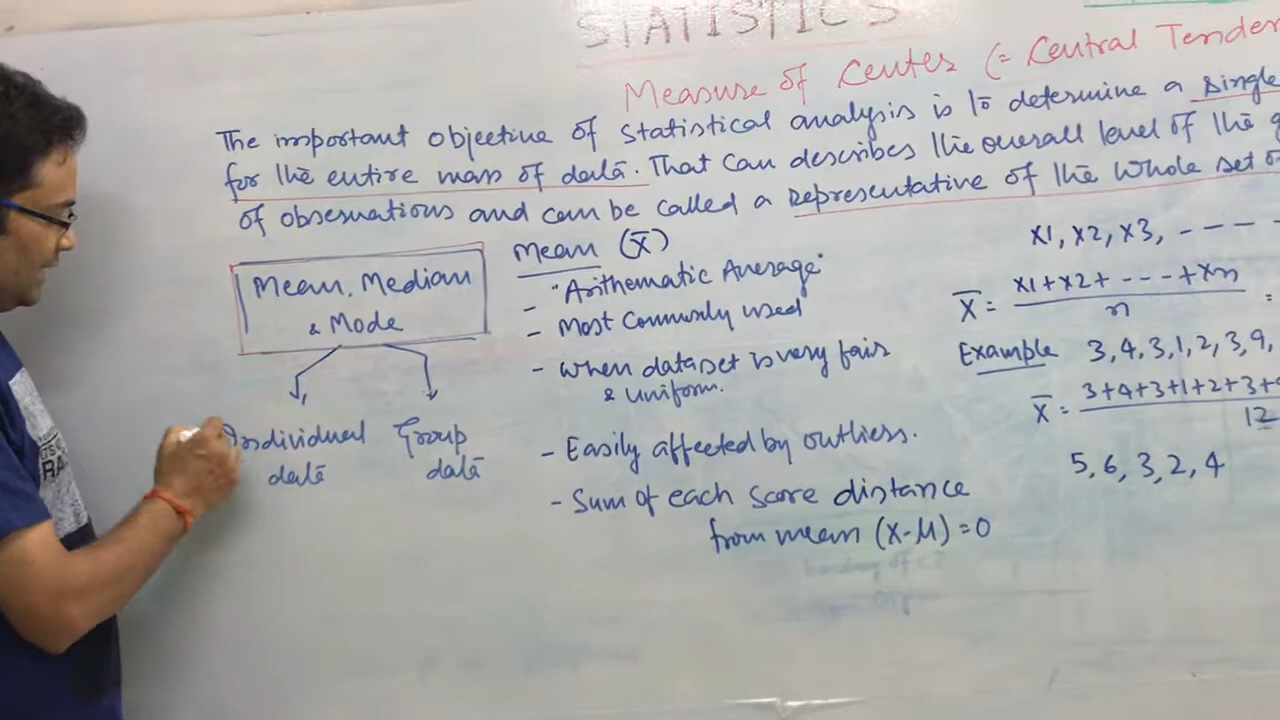 STATISTICS
Measure of Center (= Central Tenden
The important objective of statistical analysis is to determine a single
for the entire mass of data. That can describes the overall level of the g
of observations and can be called a representative of the whole set of
Mean, Median
& Mode
Individual
data
Group
data
Mean (x̄)
- "Arithematic Average"
- Most Commonly used
- when dataset is very fair
& Uniform.
- Easily affected by outliers.
- Sum of each score distance
from mean (x-μ) = 0
x1, x2, x3, - - - -
X̄ = x1+x2+ - - - - +xn / n =
Example 3, 4, 3, 1, 2, 3, 9,
X̄ = 3+4+3+1+2+3+9 / 12
5, 6, 3, 2, 4